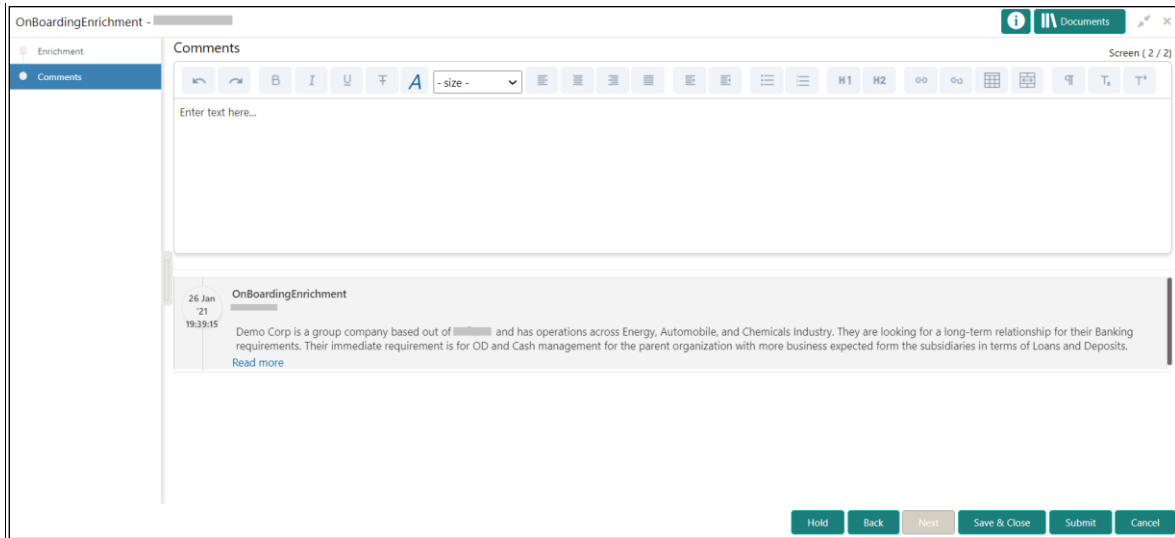 OnBoardingEnrichment -
Documents
Enrichment
Comments
Comments
Screen ( 2 / 2)
B I U T A - size - H1 H2 ¶ Tₓ T⁺
Enter text here...
26 Jan
'21
19:39:15
OnBoardingEnrichment
Demo Corp is a group company based out of and has operations across Energy, Automobile, and Chemicals Industry. They are looking for a long-term relationship for their Banking
requirements. Their immediate requirement is for OD and Cash management for the parent organization with more business expected form the subsidiaries in terms of Loans and Deposits.
Read more
Hold Back Next Save & Close Submit Cancel